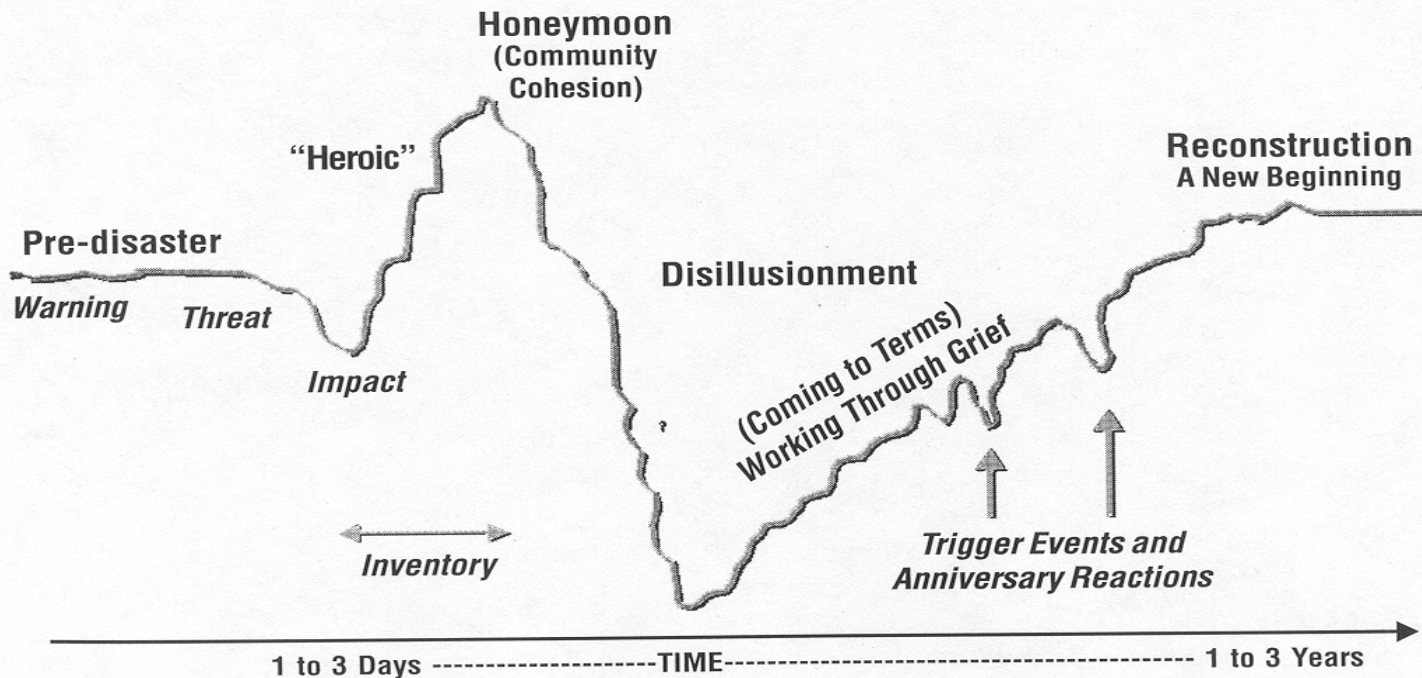 Honeymoon
(Community
Cohesion)
“Heroic”
Reconstruction
A New Beginning
Pre-disaster
Warning
Threat
Disillusionment
Impact
(Coming to Terms)
Working Through Grief
Inventory
Trigger Events and
Anniversary Reactions
1 to 3 Days ----------------------TIME--------------------------------------------- 1 to 3 Years